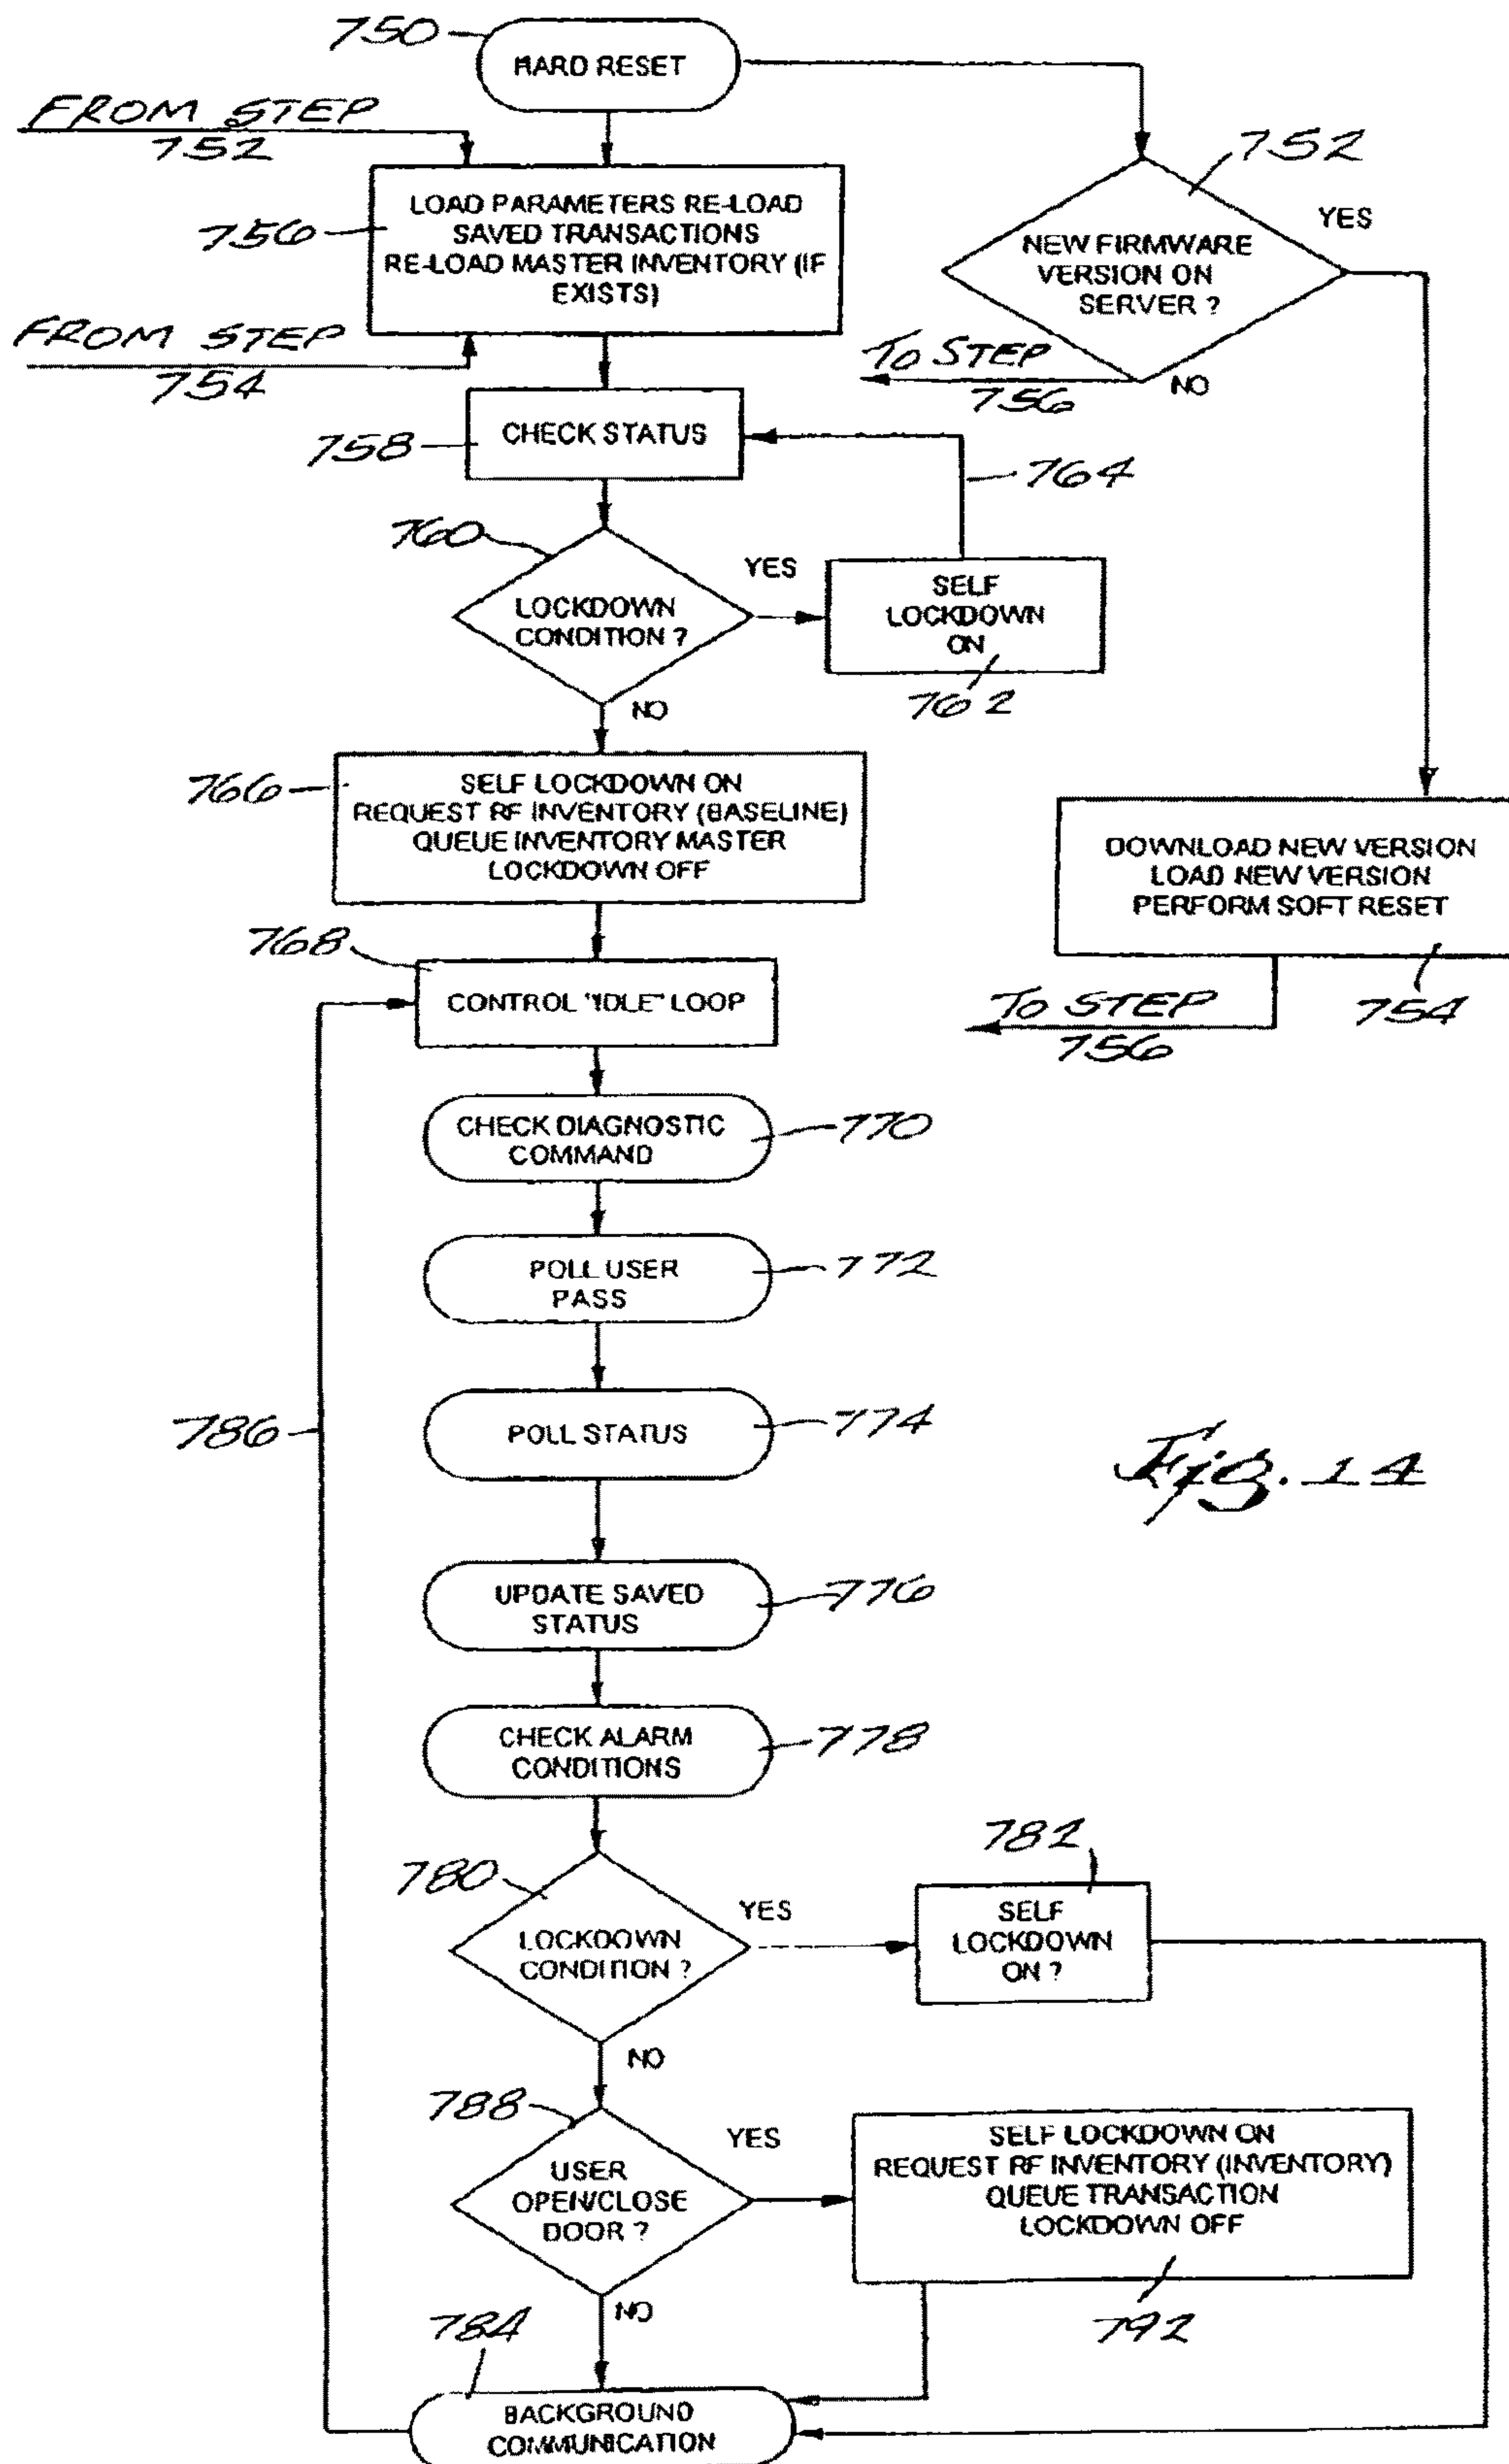 750
HARD RESET
FROM STEP
752
752
756
LOAD PARAMETERS RE-LOAD
SAVED TRANSACTIONS
RE-LOAD MASTER INVENTORY (IF
EXISTS)
NEW FIRMWARE
VERSION ON
SERVER ?
YES
FROM STEP
754
TO STEP
756
NO
758
CHECK STATUS
764
760
LOCKDOWN
CONDITION ?
YES
SELF
LOCKDOWN
ON
762
NO
766
SELF LOCKDOWN ON
REQUEST RF INVENTORY (BASELINE)
QUEUE INVENTORY MASTER
LOCKDOWN OFF
DOWNLOAD NEW VERSION
LOAD NEW VERSION
PERFORM SOFT RESET
754
TO STEP
756
768
CONTROL "IDLE" LOOP
CHECK DIAGNOSTIC
COMMAND
770
POLL USER
PASS
772
786
POLL STATUS
774
Fig. 14
UPDATE SAVED
STATUS
776
CHECK ALARM
CONDITIONS
778
780
LOCKDOWN
CONDITION ?
YES
782
SELF
LOCKDOWN
ON ?
NO
788
USER
OPEN/CLOSE
DOOR ?
YES
SELF LOCKDOWN ON
REQUEST RF INVENTORY (INVENTORY)
QUEUE TRANSACTION
LOCKDOWN OFF
792
NO
784
BACKGROUND
COMMUNICATION